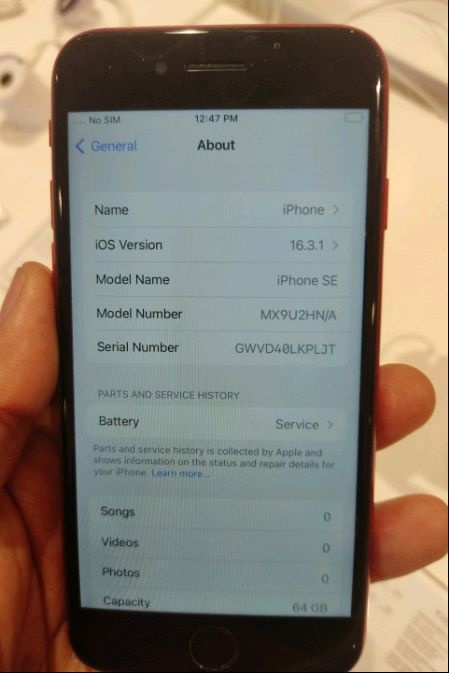 No SIM 12:47 PM
General About
Name iPhone
iOS Version 16.3.1
Model Name iPhone SE
Model Number MX9U2HN/A
Serial Number GWVD40LKPLJT
PARTS AND SERVICE HISTORY
Battery Service
Parts and service history is collected by Apple and
shows information on the status and repair details for
your iPhone. Learn more...
Songs 0
Videos 0
Photos 0
Capacity 64 GB